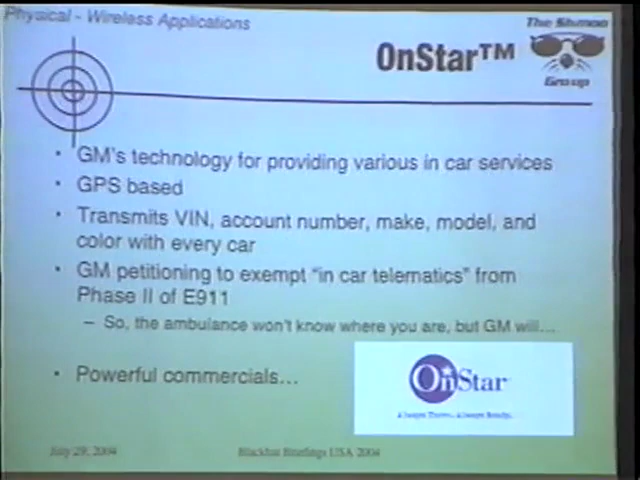 Physical - Wireless Applications
The Shmoo
Group
OnStar™
• GM's technology for providing various in car services
• GPS based
• Transmits VIN, account number, make, model, and
color with every car
• GM petitioning to exempt “in car telematics” from
Phase II of E911
– So, the ambulance won't know where you are, but GM will...
• Powerful commercials...
OnStar
Always There. Always Ready.
July 29, 2004
Blackhat Briefings USA 2004